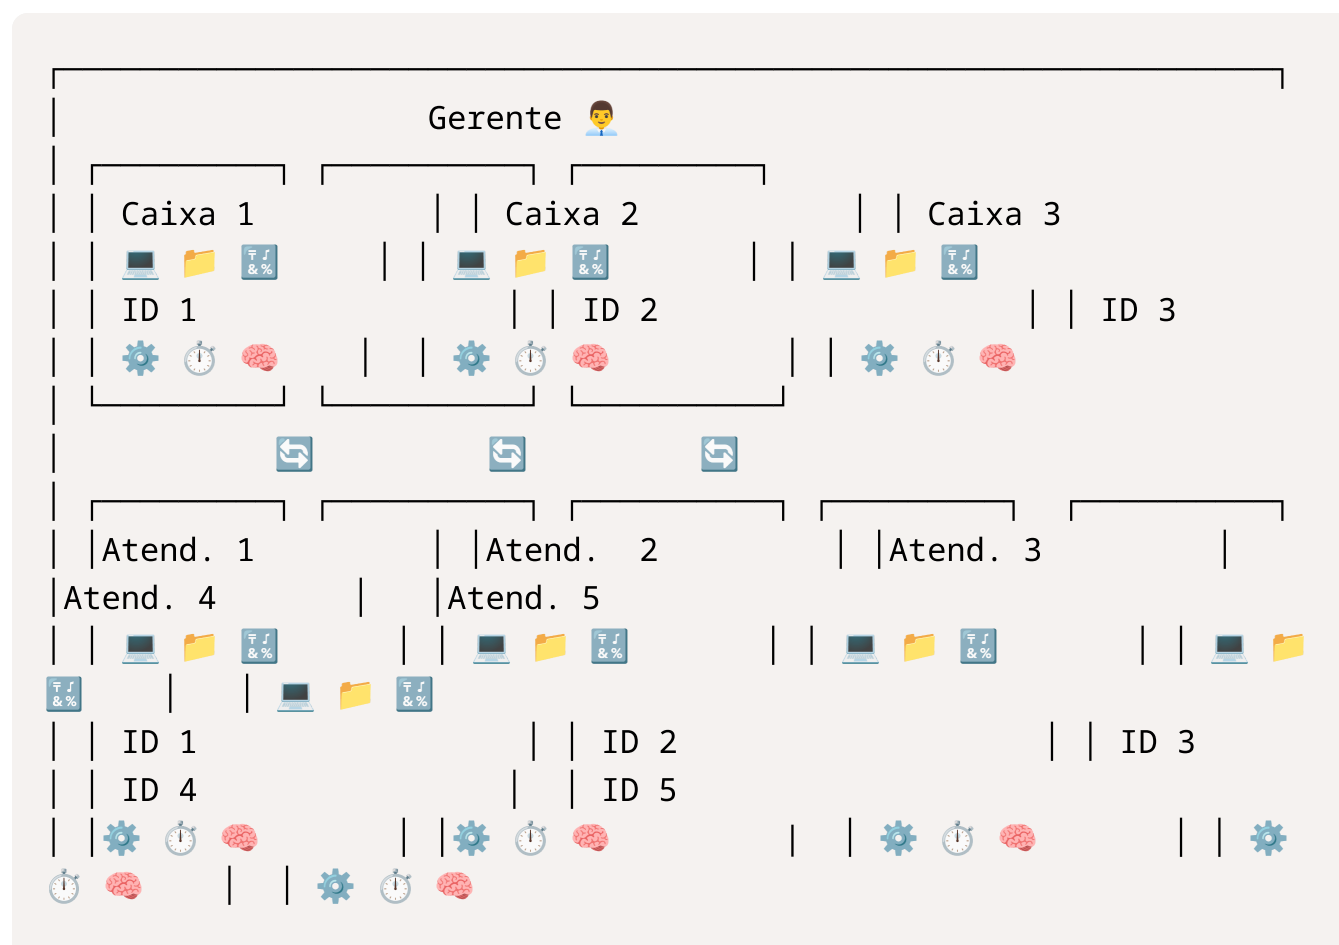 ┌────────────────────────────────────────────────────────────────┐
│ Gerente 👨‍💼
│ ┌──────────┐ ┌───────────┐ ┌──────────┐
│ │ Caixa 1 │ │ Caixa 2 │ │ Caixa 3
│ │ 💻 📁 🔣 │ │ 💻 📁 🔣 │ │ 💻 📁 🔣
│ │ ID 1 │ │ ID 2 │ │ ID 3
│ │ ⚙️ ⏱️ 🧠 │ │ ⚙️ ⏱️ 🧠 │ │ ⚙️ ⏱️ 🧠
│ └──────────┘ └───────────┘ └───────────┘
│ 🔄 🔄 🔄
│ ┌──────────┐ ┌───────────┐ ┌───────────┐ ┌──────────┐ ┌───────────┐
│ │Atend. 1 │ │Atend. 2 │ │Atend. 3 │
│Atend. 4 │ │Atend. 5
│ │ 💻 📁 🔣 │ │ 💻 📁 🔣 │ │ 💻 📁 🔣 │ │ 💻 📁
🔣 │ │ 💻 📁 🔣
│ │ ID 1 │ │ ID 2 │ │ ID 3
│ │ ID 4 │ │ ID 5
│ │⚙️ ⏱️ 🧠 │ │⚙️ ⏱️ 🧠 │ │ ⚙️ ⏱️ 🧠 │ │ ⚙️
⏱️ 🧠 │ │ ⚙️ ⏱️ 🧠